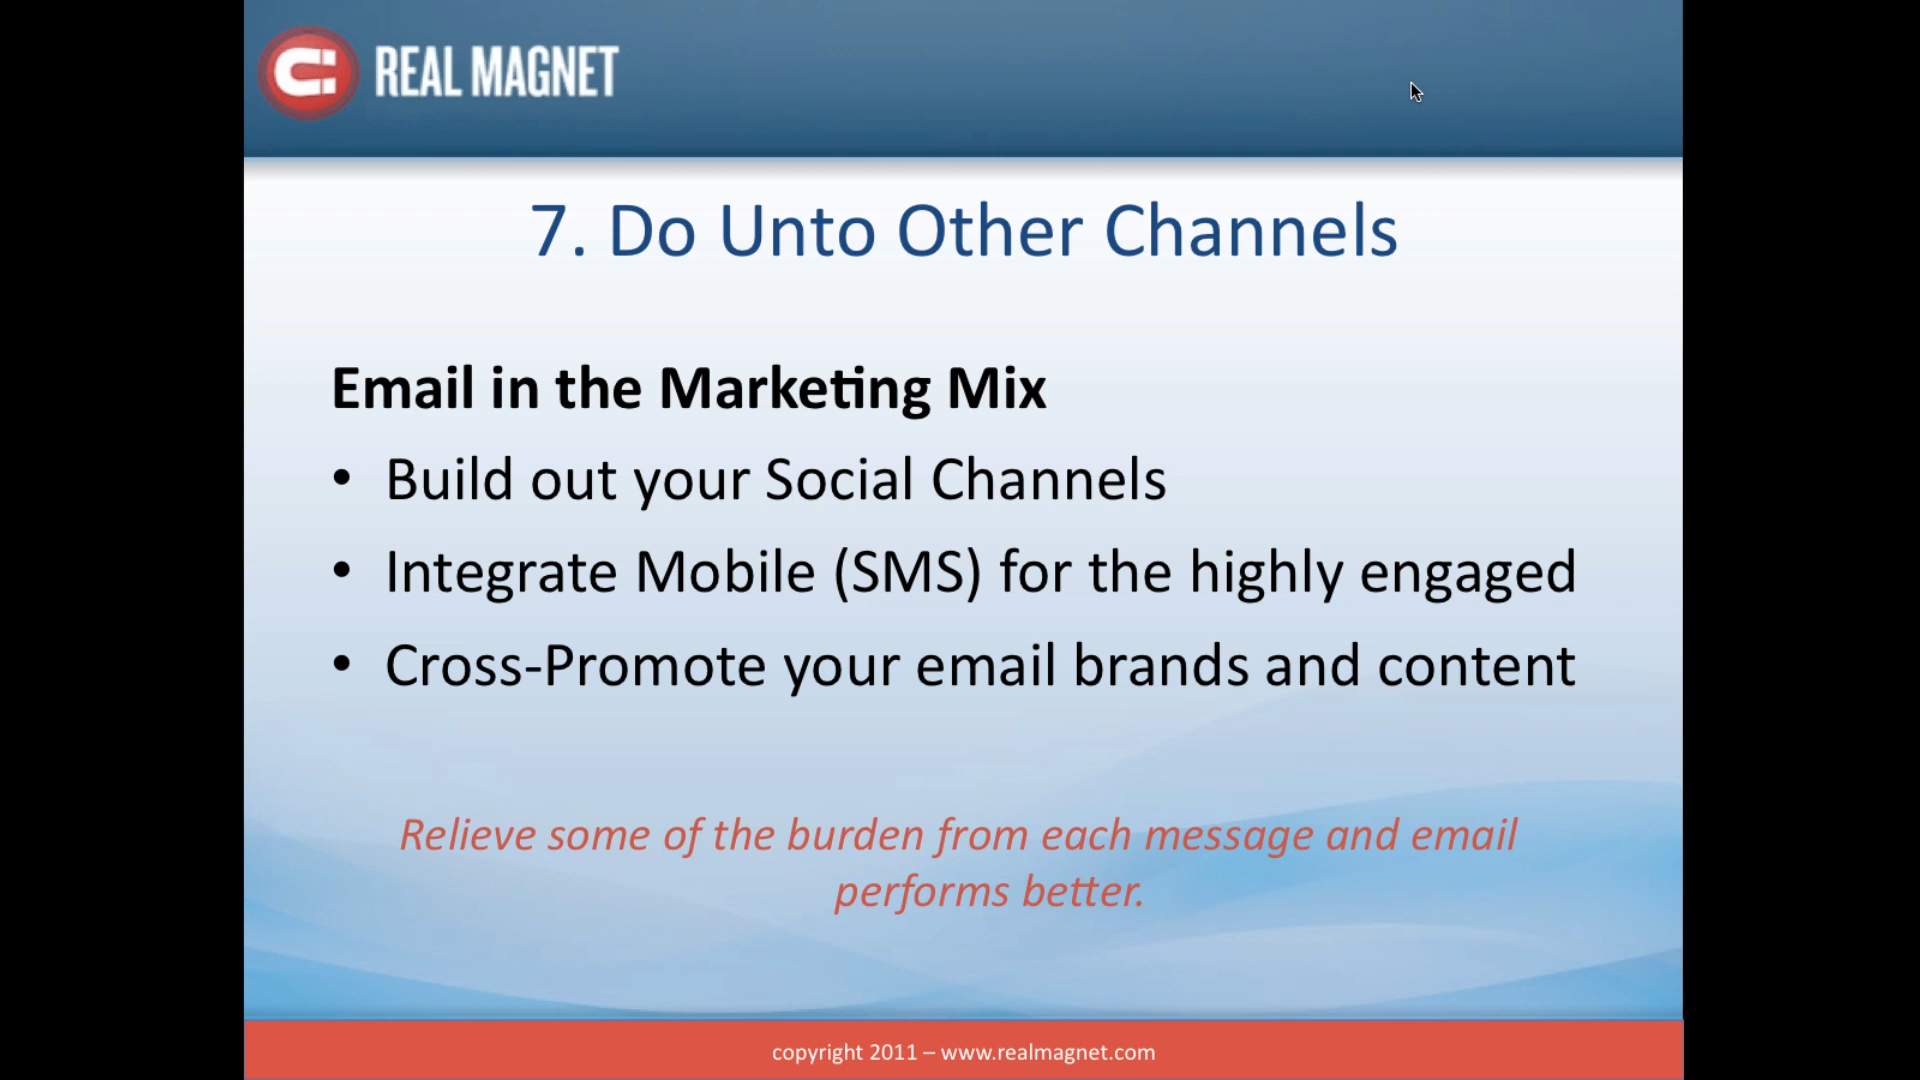 REAL MAGNET
7. Do Unto Other Channels
Email in the Marketing Mix
• Build out your Social Channels
• Integrate Mobile (SMS) for the highly engaged
• Cross-Promote your email brands and content
Relieve some of the burden from each message and email
performs better.
copyright 2011 – www.realmagnet.com